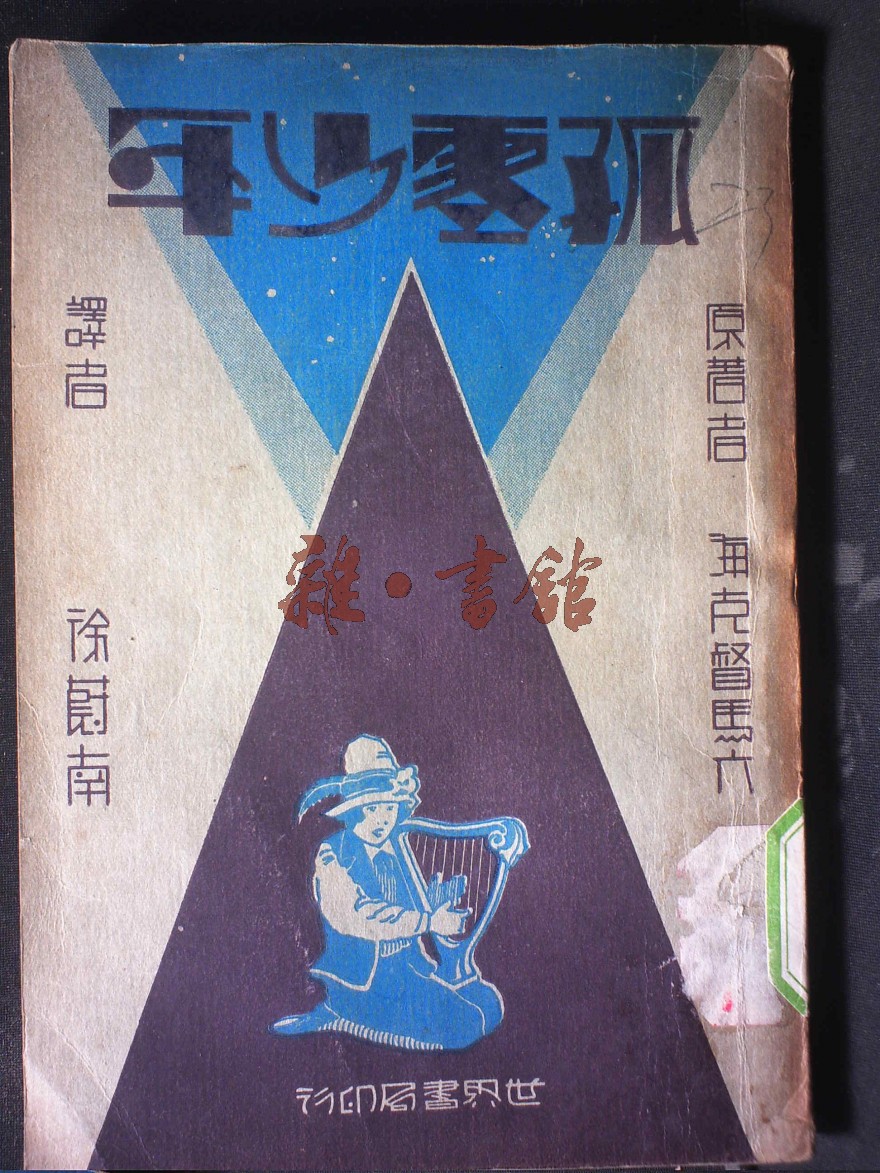 孤零少年
原著者 海克督馬六
譯者 徐蔚南
雜·書館
世界書局印行